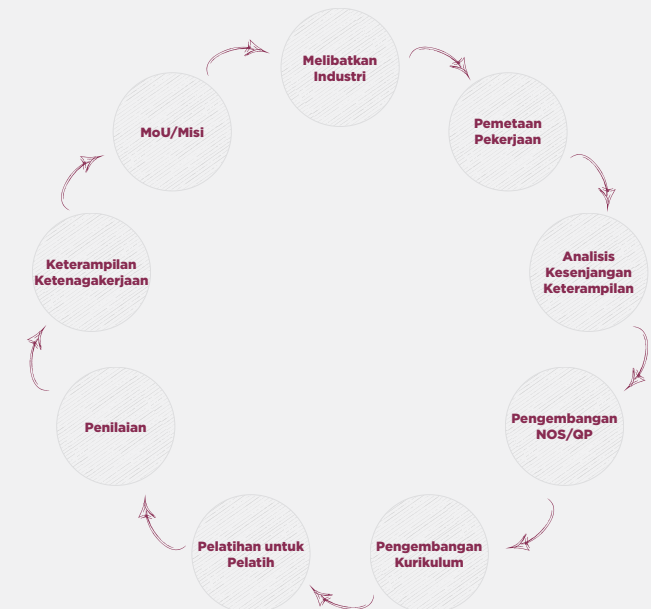 Melibatkan
Industri
Pemetaan
Pekerjaan
Analisis
Kesenjangan
Keterampilan
Pengembangan
NOS/QP
Pengembangan
Kurikulum
Pelatihan untuk
Pelatih
Penilaian
Keterampilan
Ketenagakerjaan
MoU/Misi